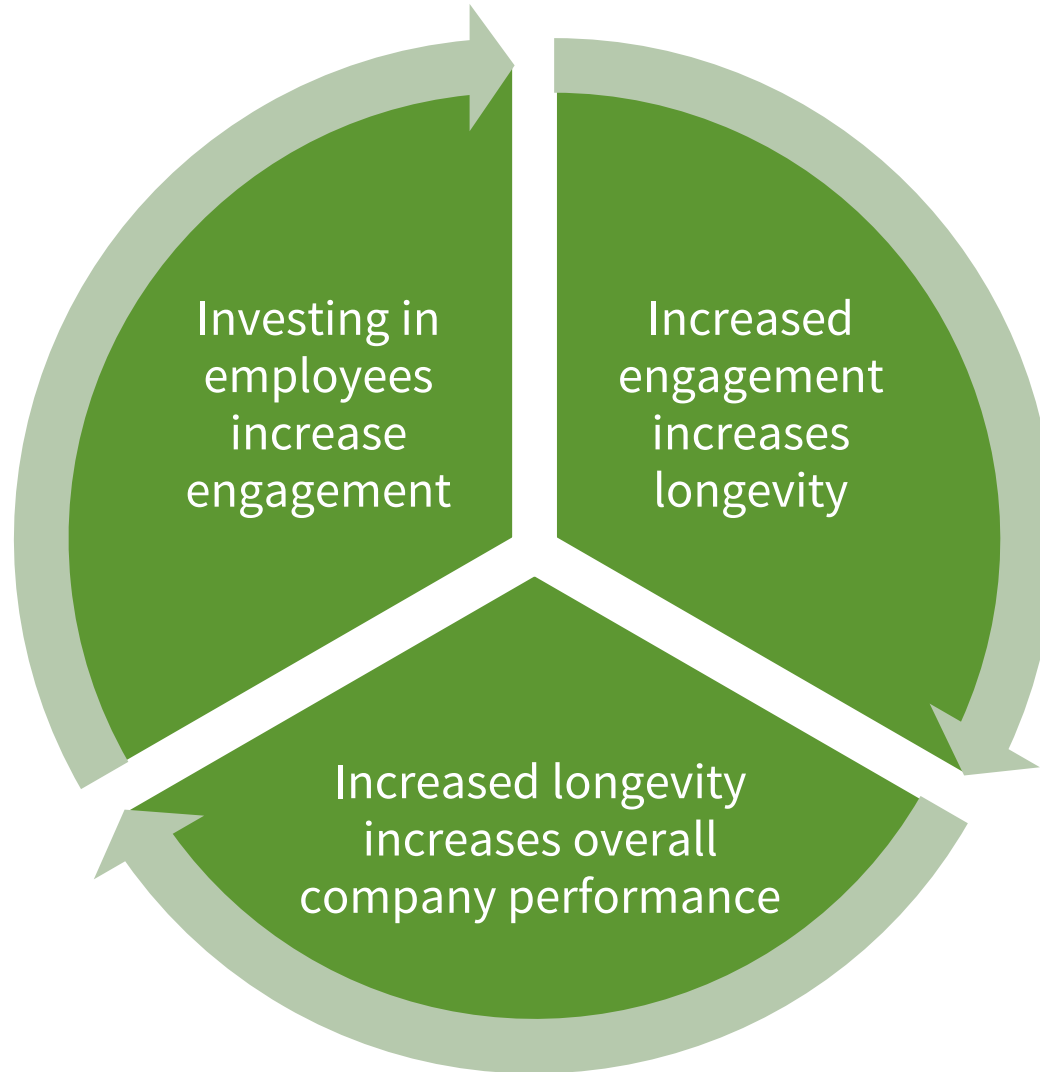 Investing in
employees
increase
engagement
Increased
engagement
increases
longevity
Increased longevity
increases overall
company performance